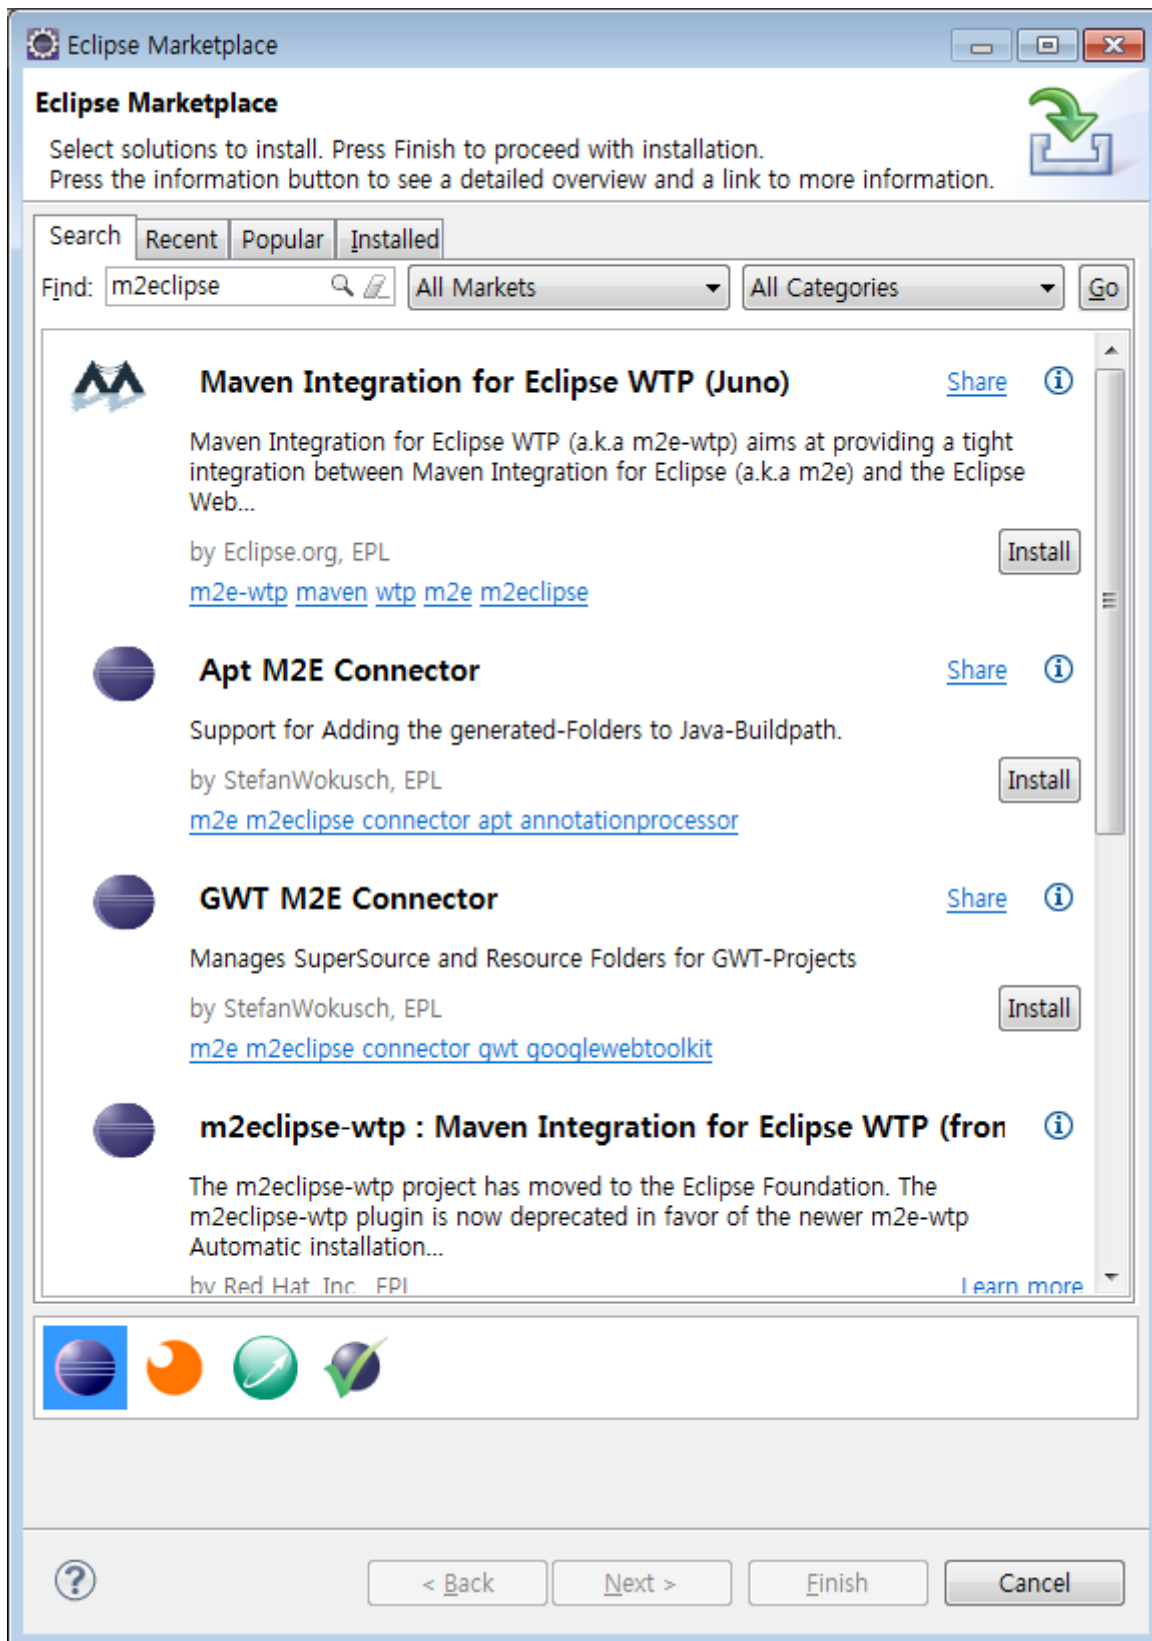 Eclipse Marketplace
Eclipse Marketplace
Select solutions to install. Press Finish to proceed with installation.
Press the information button to see a detailed overview and a link to more information.
Search Recent Popular Installed
Find: m2eclipse All Markets All Categories Go
Maven Integration for Eclipse WTP (Juno) Share
Maven Integration for Eclipse WTP (a.k.a m2e-wtp) aims at providing a tight
integration between Maven Integration for Eclipse (a.k.a m2e) and the Eclipse
Web...
by Eclipse.org, EPL Install
m2e-wtp maven wtp m2e m2eclipse
Apt M2E Connector Share
Support for Adding the generated-Folders to Java-Buildpath.
by StefanWokusch, EPL Install
m2e m2eclipse connector apt annotationprocessor
GWT M2E Connector Share
Manages SuperSource and Resource Folders for GWT-Projects
by StefanWokusch, EPL Install
m2e m2eclipse connector gwt googlewebtoolkit
m2eclipse-wtp : Maven Integration for Eclipse WTP (fron
The m2eclipse-wtp project has moved to the Eclipse Foundation. The
m2eclipse-wtp plugin is now deprecated in favor of the newer m2e-wtp
Automatic installation...
by Red Hat, Inc., EPL Learn more
< Back Next > Finish Cancel